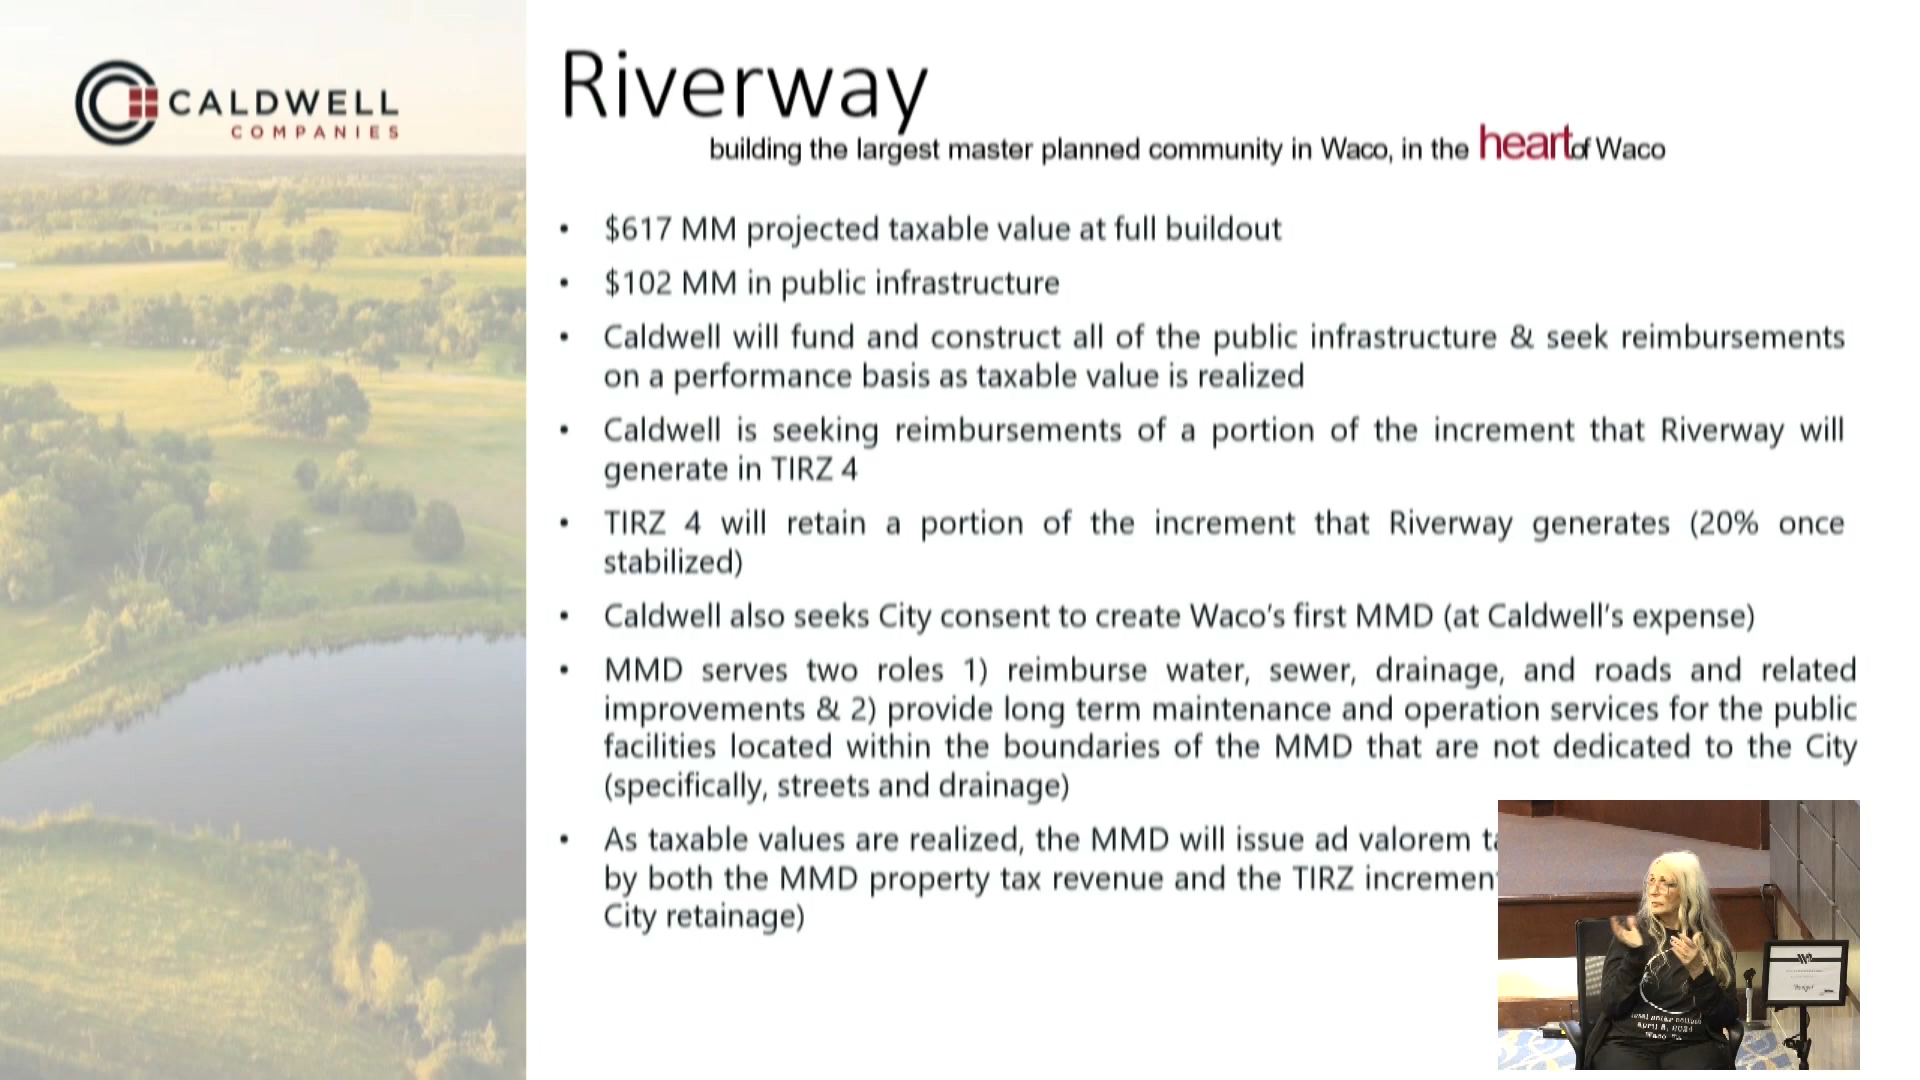 CALDWELL
COMPANIES
Riverway
building the largest master planned community in Waco, in the heart of Waco
• $617 MM projected taxable value at full buildout
• $102 MM in public infrastructure
• Caldwell will fund and construct all of the public infrastructure & seek reimbursements
on a performance basis as taxable value is realized
• Caldwell is seeking reimbursements of a portion of the increment that Riverway will
generate in TIRZ 4
• TIRZ 4 will retain a portion of the increment that Riverway generates (20% once
stabilized)
• Caldwell also seeks City consent to create Waco's first MMD (at Caldwell's expense)
• MMD serves two roles 1) reimburse water, sewer, drainage, and roads and related
improvements & 2) provide long term maintenance and operation services for the public
facilities located within the boundaries of the MMD that are not dedicated to the City
(specifically, streets and drainage)
• As taxable values are realized, the MMD will issue ad valorem
by both the MMD property tax revenue and the TIRZ
City retainage)
total solar eclipse
april 8, 2024